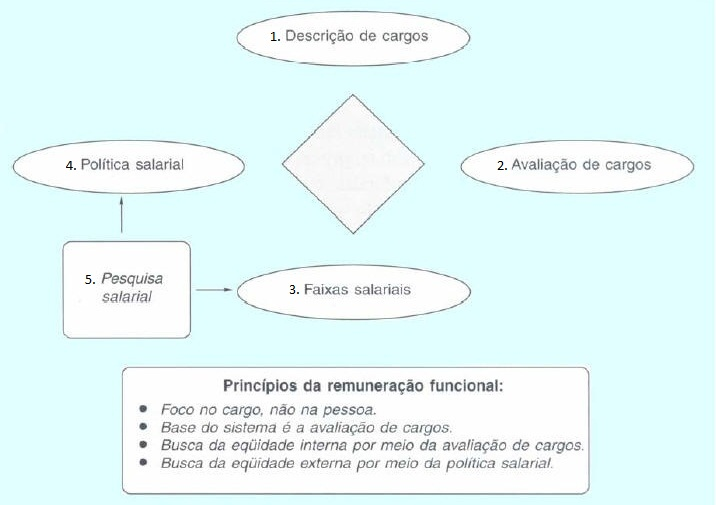 1. Descrição de cargos
4. Política salarial
2. Avaliação de cargos
5. Pesquisa
salarial
3. Faixas salariais
Princípios da remuneração funcional:
• Foco no cargo, não na pessoa.
• Base do sistema é a avaliação de cargos.
• Busca da eqüidade interna por meio da avaliação de cargos.
• Busca da eqüidade externa por meio da política salarial.